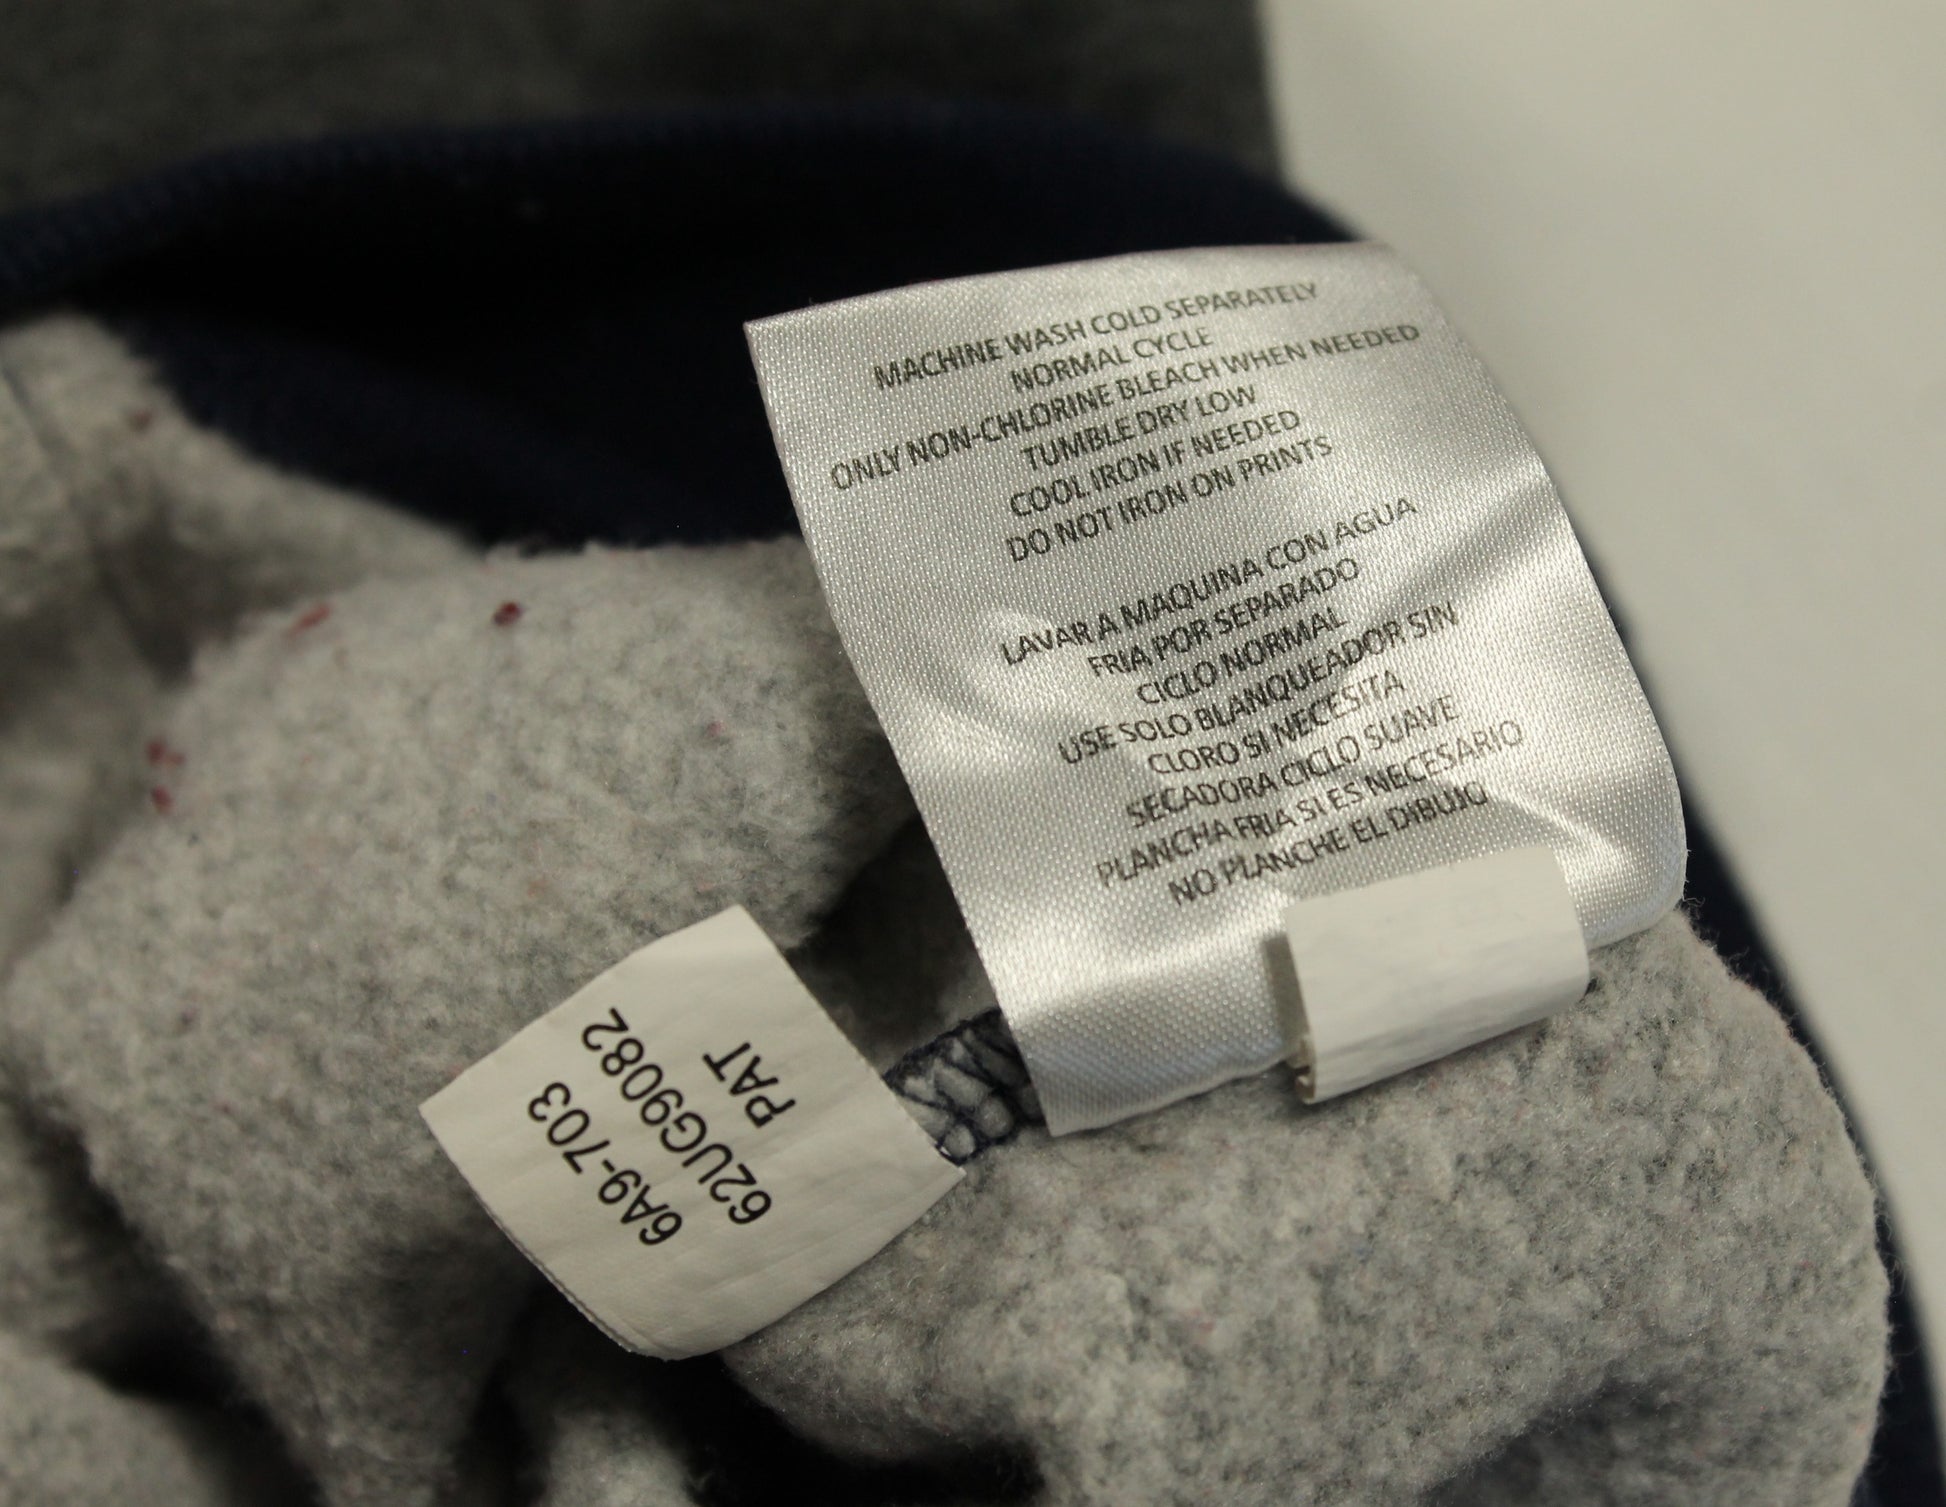 MACHINE WASH COLD SEPARATELY
NORMAL CYCLE
ONLY NON-CHLORINE BLEACH WHEN NEEDED
TUMBLE DRY LOW
COOL IRON IF NEEDED
DO NOT IRON ON PRINTS
LAVAR A MAQUINA CON AGUA
FRIA POR SEPARADO
CICLO NORMAL
USE SOLO BLANQUEADOR SIN
CLORO SI NECESITA
SECADORA CICLO SUAVE
PLANCHA FRIA SI ES NECESARIO
NO PLANCHE EL DIBUJO
6A9-703
62UG9082
PAT